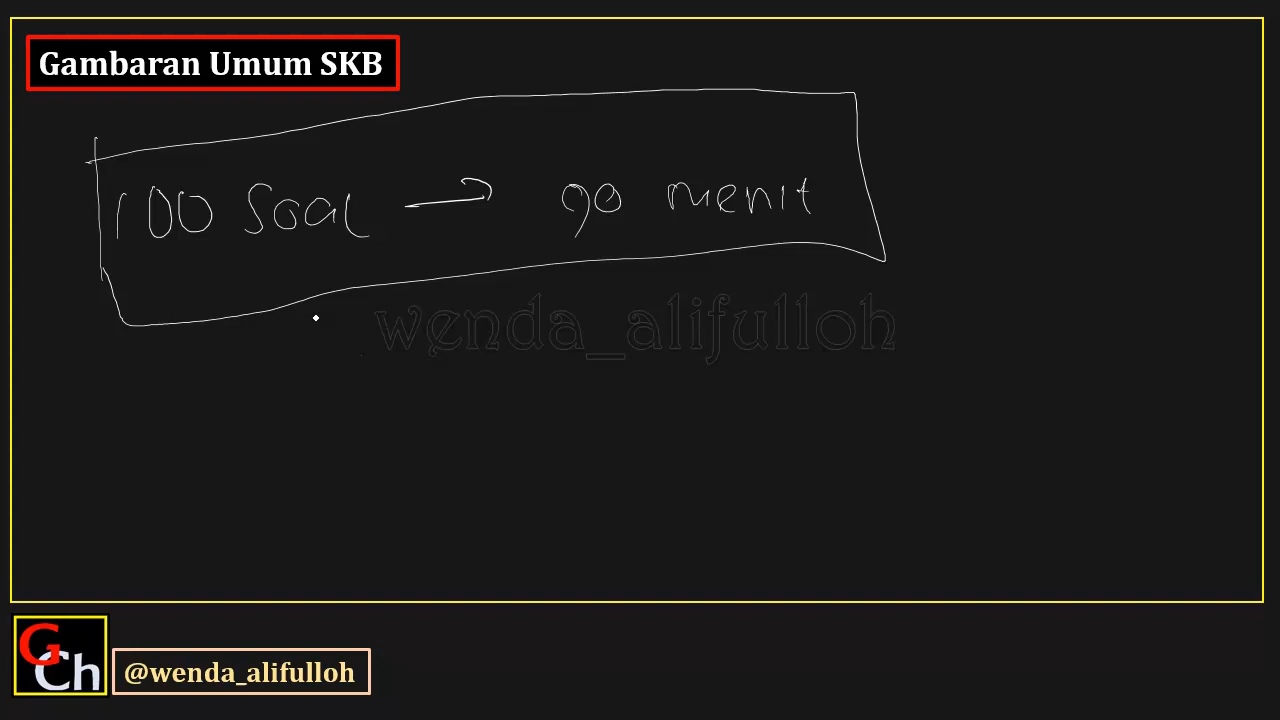 Gambaran Umum SKB
100 Soal → 90 menit
wenda_alifulloh
GCh
@wenda_alifulloh